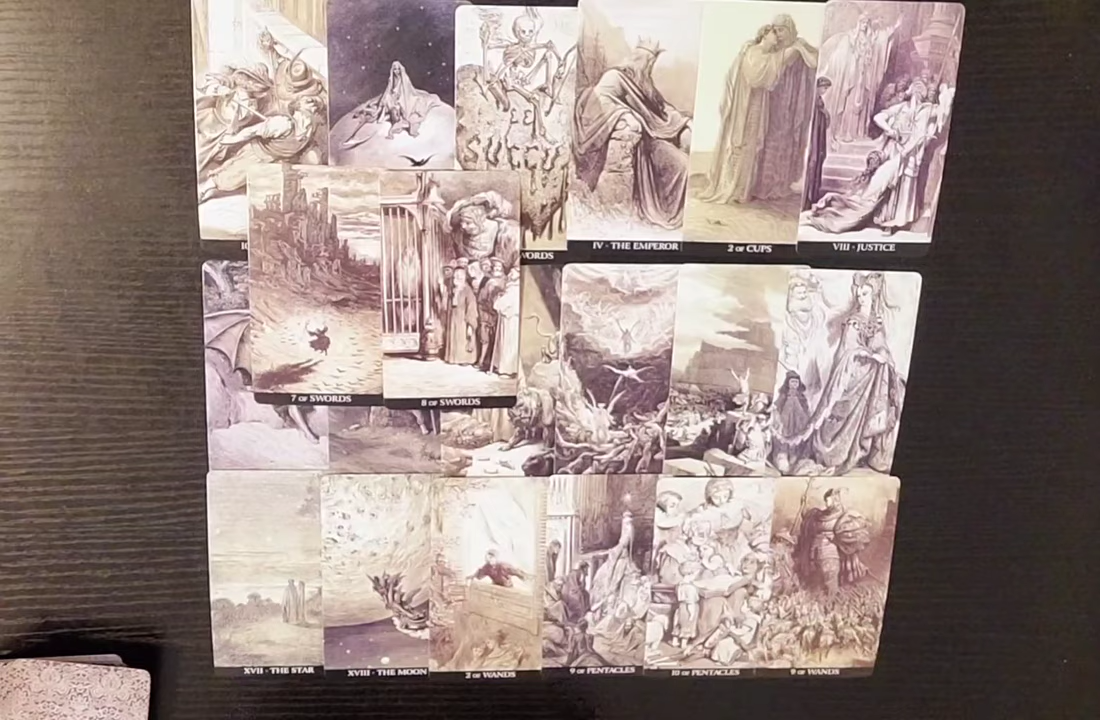 IV - THE EMPEROR
2 OF CUPS
VIII - JUSTICE
7 OF SWORDS
8 OF SWORDS
XVII - THE STAR
XVIII - THE MOON
2 OF WANDS
9 OF PENTACLES
10 OF PENTACLES
9 OF WANDS